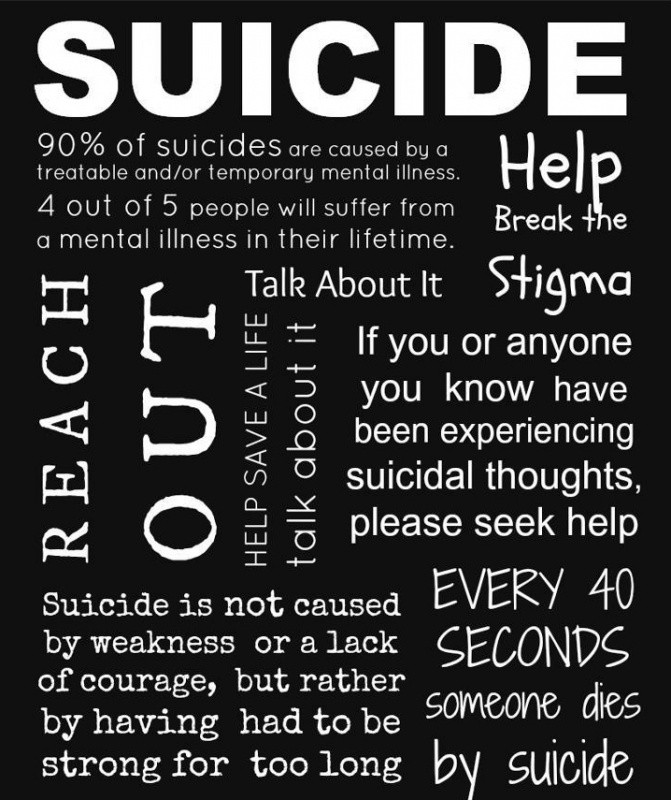 SUICIDE
90% of suicides are caused by a
treatable and/or temporary mental illness.
4 out of 5 people will suffer from
a mental illness in their lifetime.
Help
Break the
Stigma
REACH
OUT
Talk About It
HELP SAVE A LIFE
talk about it
If you or anyone
you know have
been experiencing
suicidal thoughts,
please seek help
Suicide is not caused
by weakness or a lack
of courage, but rather
by having had to be
strong for too long
EVERY 40
SECONDS
someone dies
by suicide